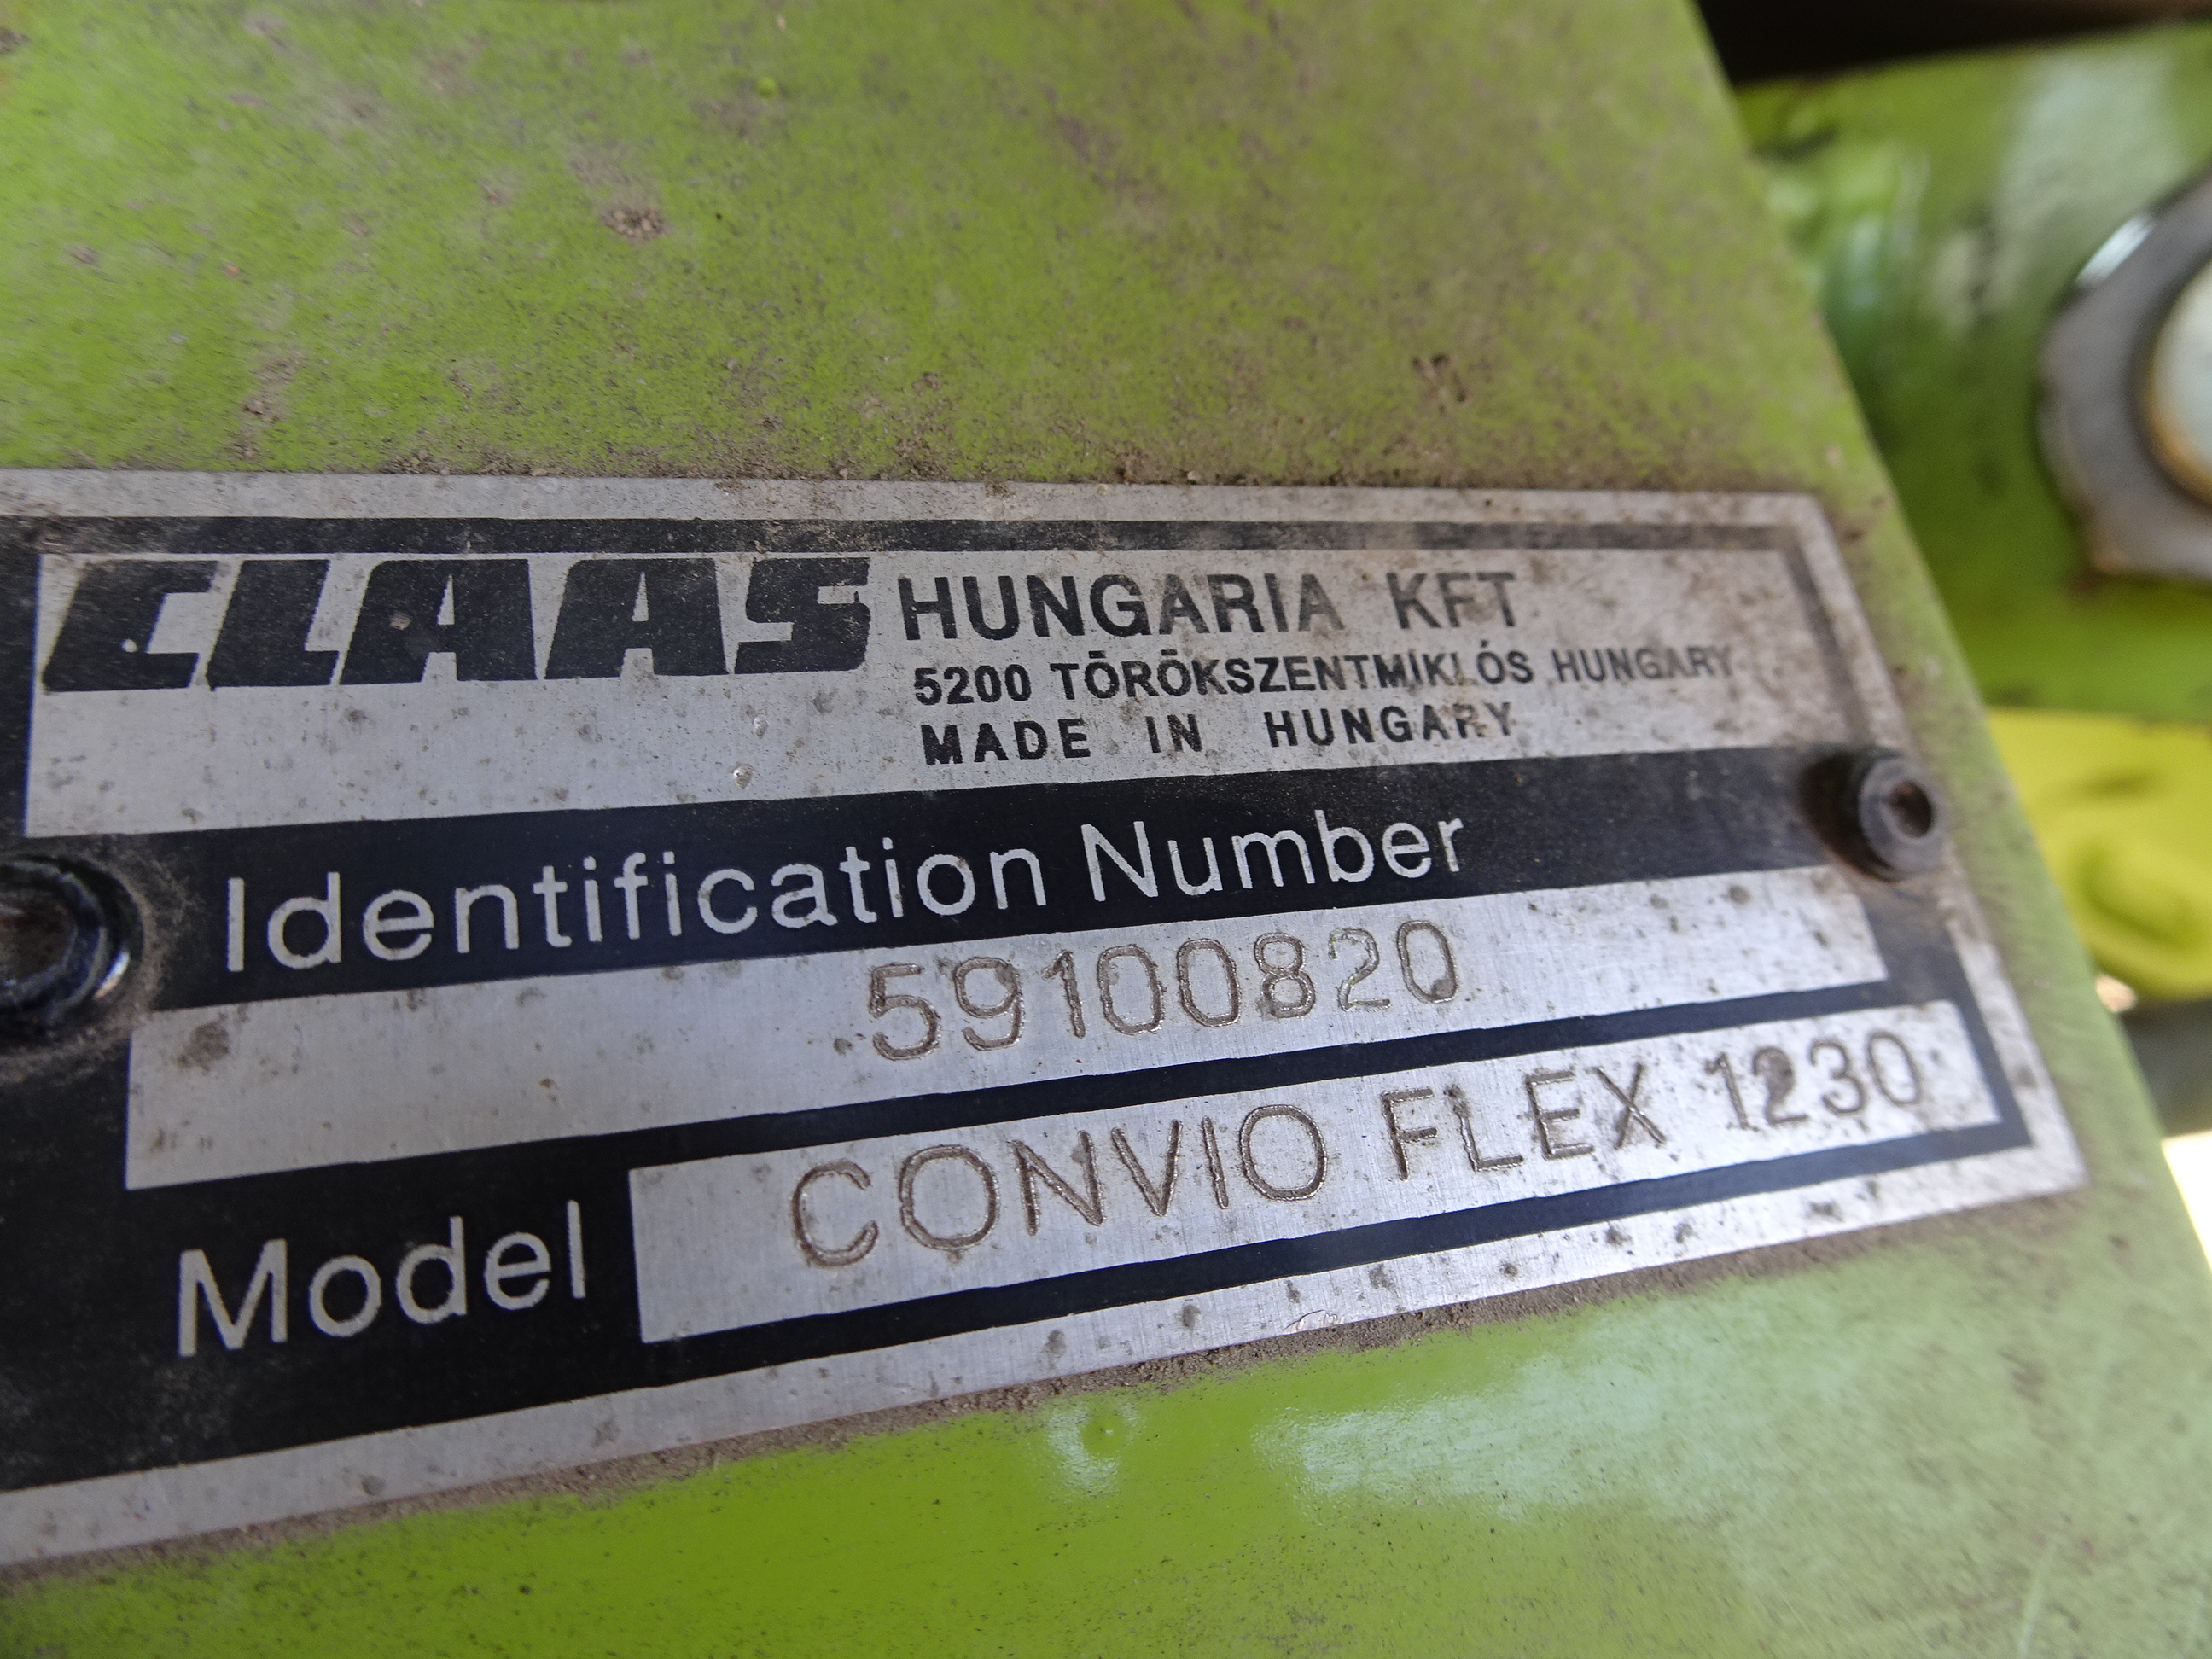 CLAAS HUNGARIA KFT
5200 TÖRÖKSZENTMIKLÓS HUNGARY
MADE IN HUNGARY
Identification Number
59100820
Model CONVIO FLEX 1230